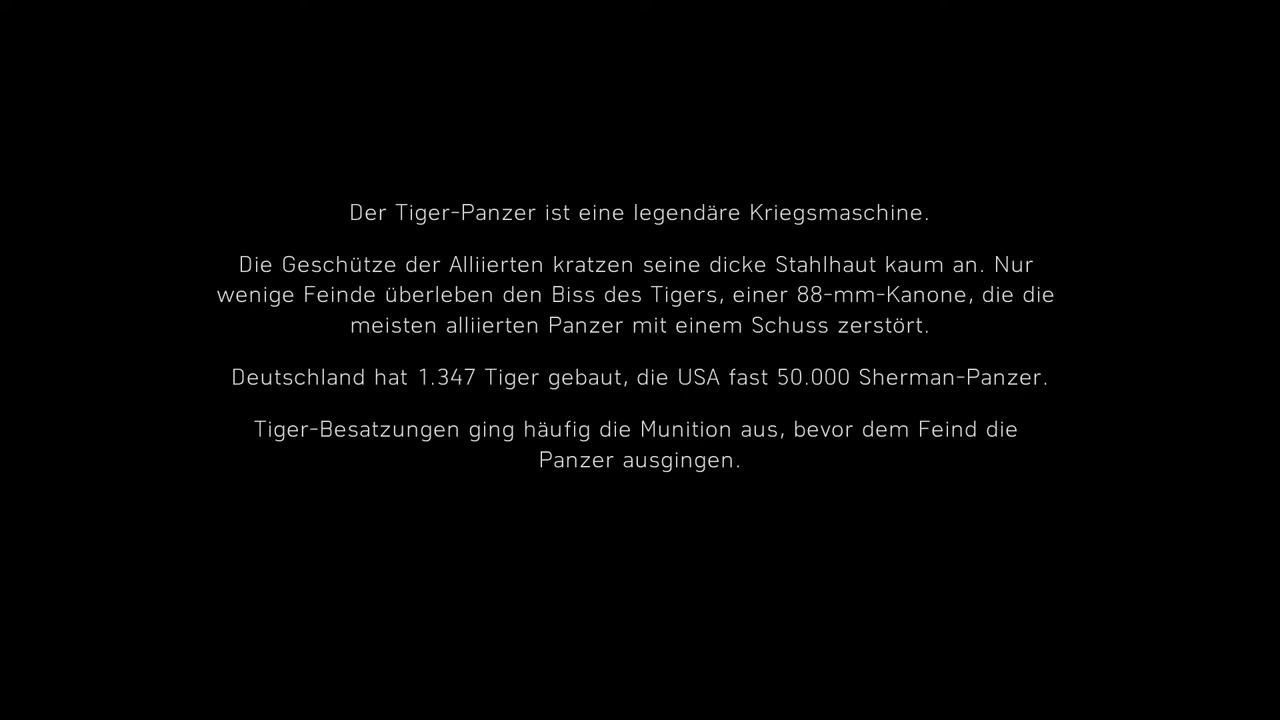 Der Tiger-Panzer ist eine legendäre Kriegsmaschine.
Die Geschütze der Alliierten kratzen seine dicke Stahlhaut kaum an. Nur
wenige Feinde überleben den Biss des Tigers, einer 88-mm-Kanone, die die
meisten alliierten Panzer mit einem Schuss zerstört.
Deutschland hat 1.347 Tiger gebaut, die USA fast 50.000 Sherman-Panzer.
Tiger-Besatzungen ging häufig die Munition aus, bevor dem Feind die
Panzer ausgingen.